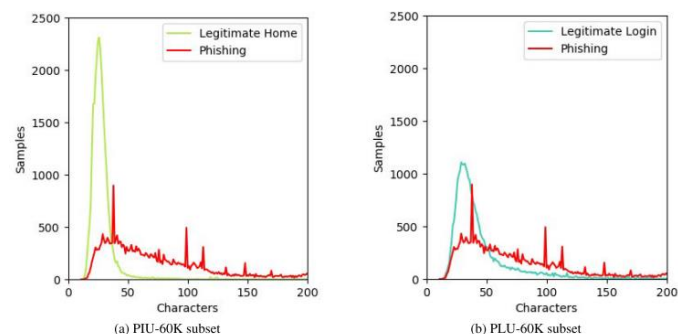 2500
2000
1500
1000
500
0
Samples
Legitimate Home
Phishing
0 50 100 150 200
Characters
(a) PIU-60K subset
2500
2000
1500
1000
500
0
Samples
Legitimate Login
Phishing
0 50 100 150 200
Characters
(b) PLU-60K subset